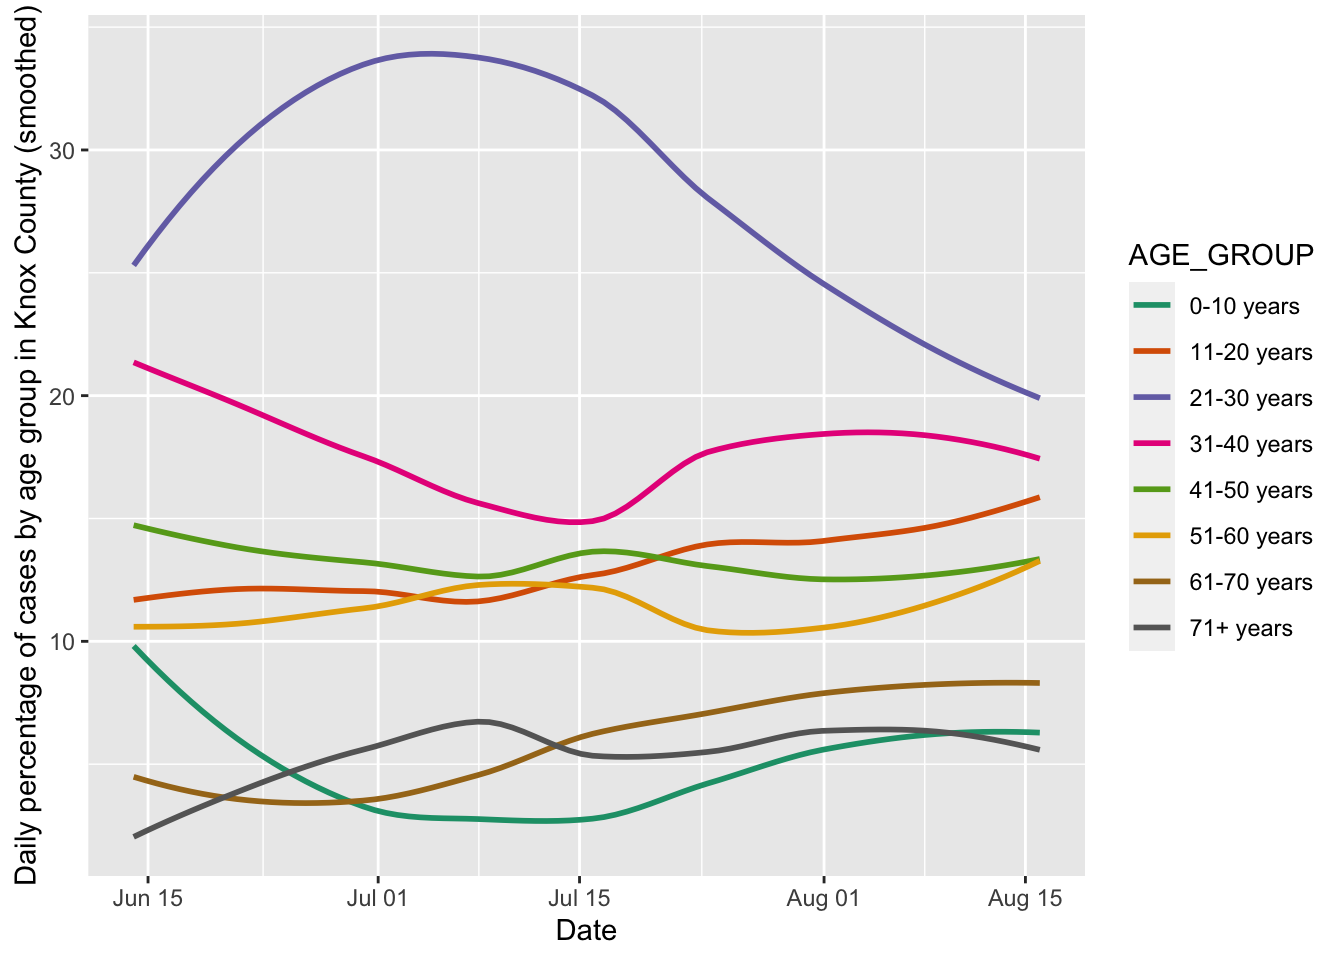 Daily percentage of cases by age group in Knox County (smoothed)
30
20
10
Jun 15
Jul 01
Jul 15
Aug 01
Aug 15
Date
AGE_GROUP
0-10 years
11-20 years
21-30 years
31-40 years
41-50 years
51-60 years
61-70 years
71+ years